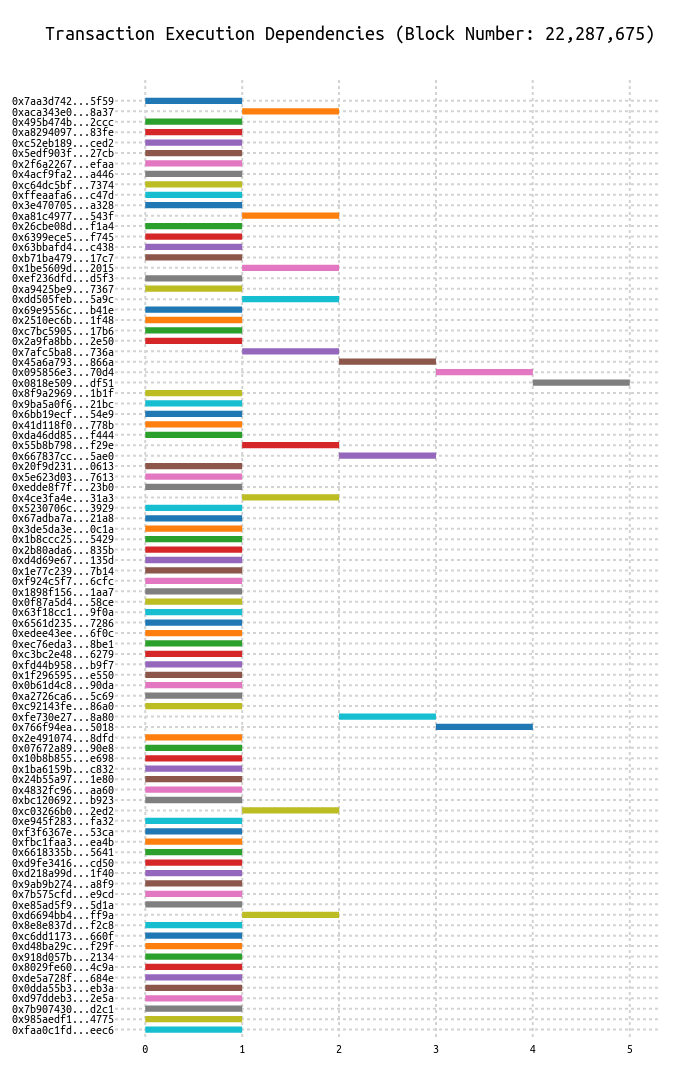 Transaction Execution Dependencies (Block Number: 22,287,675)
0x7aa3d742...5f59
0xaca343e0...8a37
0x495b474b...2ccc
0xa8294097...83fe
0xc52eb189...ced2
0x5edf903f...27cb
0x2f6a2267...efaa
0x4acf9fa2...a446
0xc64dc5bf...7374
0xffeaafa6...c47d
0x3e470705...a328
0xa81c4977...543f
0x26cbe08d...f1a4
0x6399ece5...f745
0x63bbafd4...c438
0xb71ba479...17c7
0x1be5609d...2015
0xef236dfd...d5f3
0xa9425be9...7367
0xdd505feb...5a9c
0x69e9556c...b41e
0x2510ec6b...1f48
0xc7bc5905...17b6
0x2a9fa8bb...2e50
0x7afc5ba8...736a
0x45a6a793...866a
0x095856e3...70d4
0x0818e509...df51
0x8f9a2969...1b1f
0x9ba5a0f6...21bc
0x6bb19ecf...54e9
0x41d118f0...778b
0xda46dd85...f444
0x55b8b798...f29e
0x667837cc...5ae0
0x20f9d231...0613
0x5e623d03...7613
0xedde8f7f...23b0
0x4ce3fa4e...31a3
0x5230706c...3929
0x67adba7a...21a8
0x3de5da3e...0c1a
0x1b8ccc25...5429
0x2b80ada6...835b
0xd4d69e67...135d
0x1e77c239...7b14
0xf924c5f7...6cfc
0x1898f156...1aa7
0x0f87a5d4...58ce
0x63f18cc1...9f0a
0x6561d235...7286
0xedee43ee...6f0c
0xec76eda3...8be1
0xc3bc2e48...6279
0xfd44b958...b9f7
0x1f296595...e550
0x0b61d4c8...90da
0xa2726ca6...5c69
0xc92143fe...86a0
0xfe730e27...8a80
0x766f94ea...5018
0x2e491074...8dfd
0x07672a89...90e8
0x10b8b855...e698
0x1ba6159b...c832
0x24b55a97...1e80
0x4832fc96...aa60
0xbc120692...b923
0xc03266b0...2ed2
0xe945f283...fa32
0xf3f6367e...53ca
0xfbc1faa3...ea4b
0x6618335b...5641
0xd9fe3416...cd50
0xd218a99d...1f40
0x9ab9b274...a8f9
0x7b575cfd...e9cd
0xe85ad5f9...5d1a
0xd6694bb4...ff9a
0x8e8e837d...f2c8
0xc6dd1173...660f
0xd48ba29c...f29f
0x918d057b...2134
0x8029fe60...4c9a
0xde5a728f...684e
0x0dda55b3...eb3a
0xd97ddeb3...2e5a
0x7b907430...d2c1
0x985aedf1...4775
0xfaa0c1fd...eec6
0 1 2 3 4 5